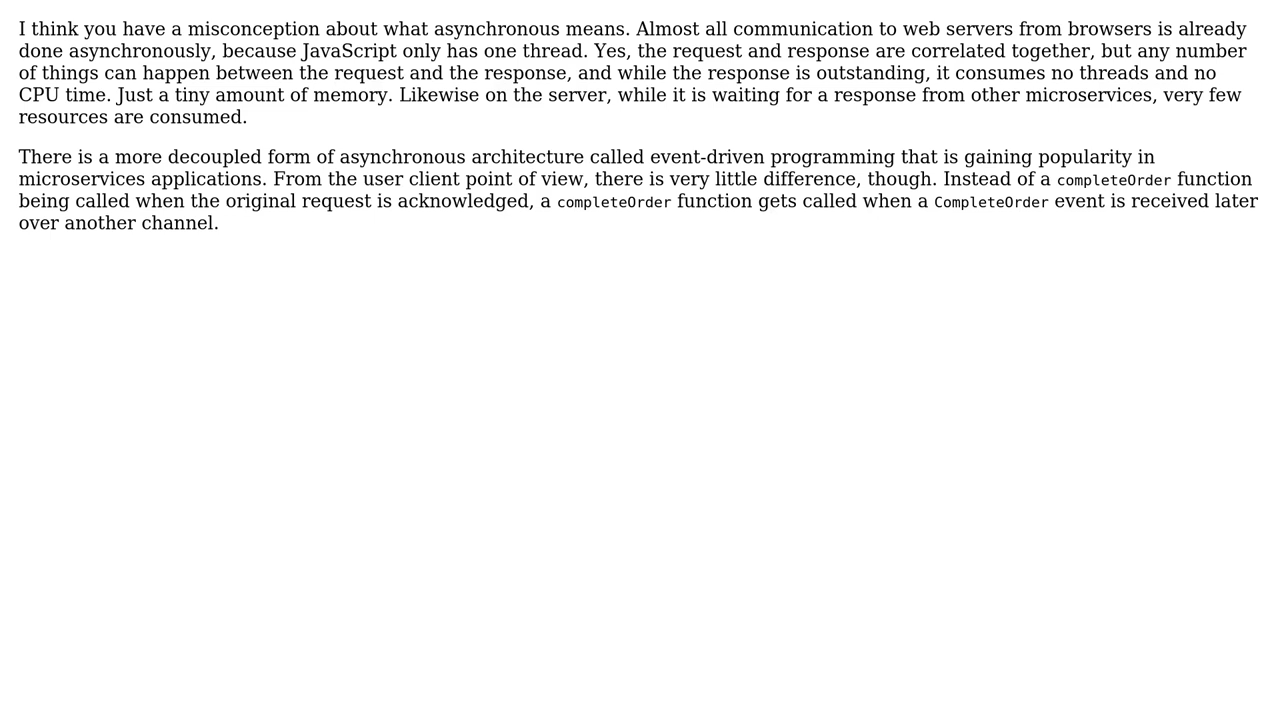 I think you have a misconception about what asynchronous means. Almost all communication to web servers from browsers is already
done asynchronously, because JavaScript only has one thread. Yes, the request and response are correlated together, but any number
of things can happen between the request and the response, and while the response is outstanding, it consumes no threads and no
CPU time. Just a tiny amount of memory. Likewise on the server, while it is waiting for a response from other microservices, very few
resources are consumed.
There is a more decoupled form of asynchronous architecture called event-driven programming that is gaining popularity in
microservices applications. From the user client point of view, there is very little difference, though. Instead of a completeOrder function
being called when the original request is acknowledged, a completeOrder function gets called when a CompleteOrder event is received later
over another channel.